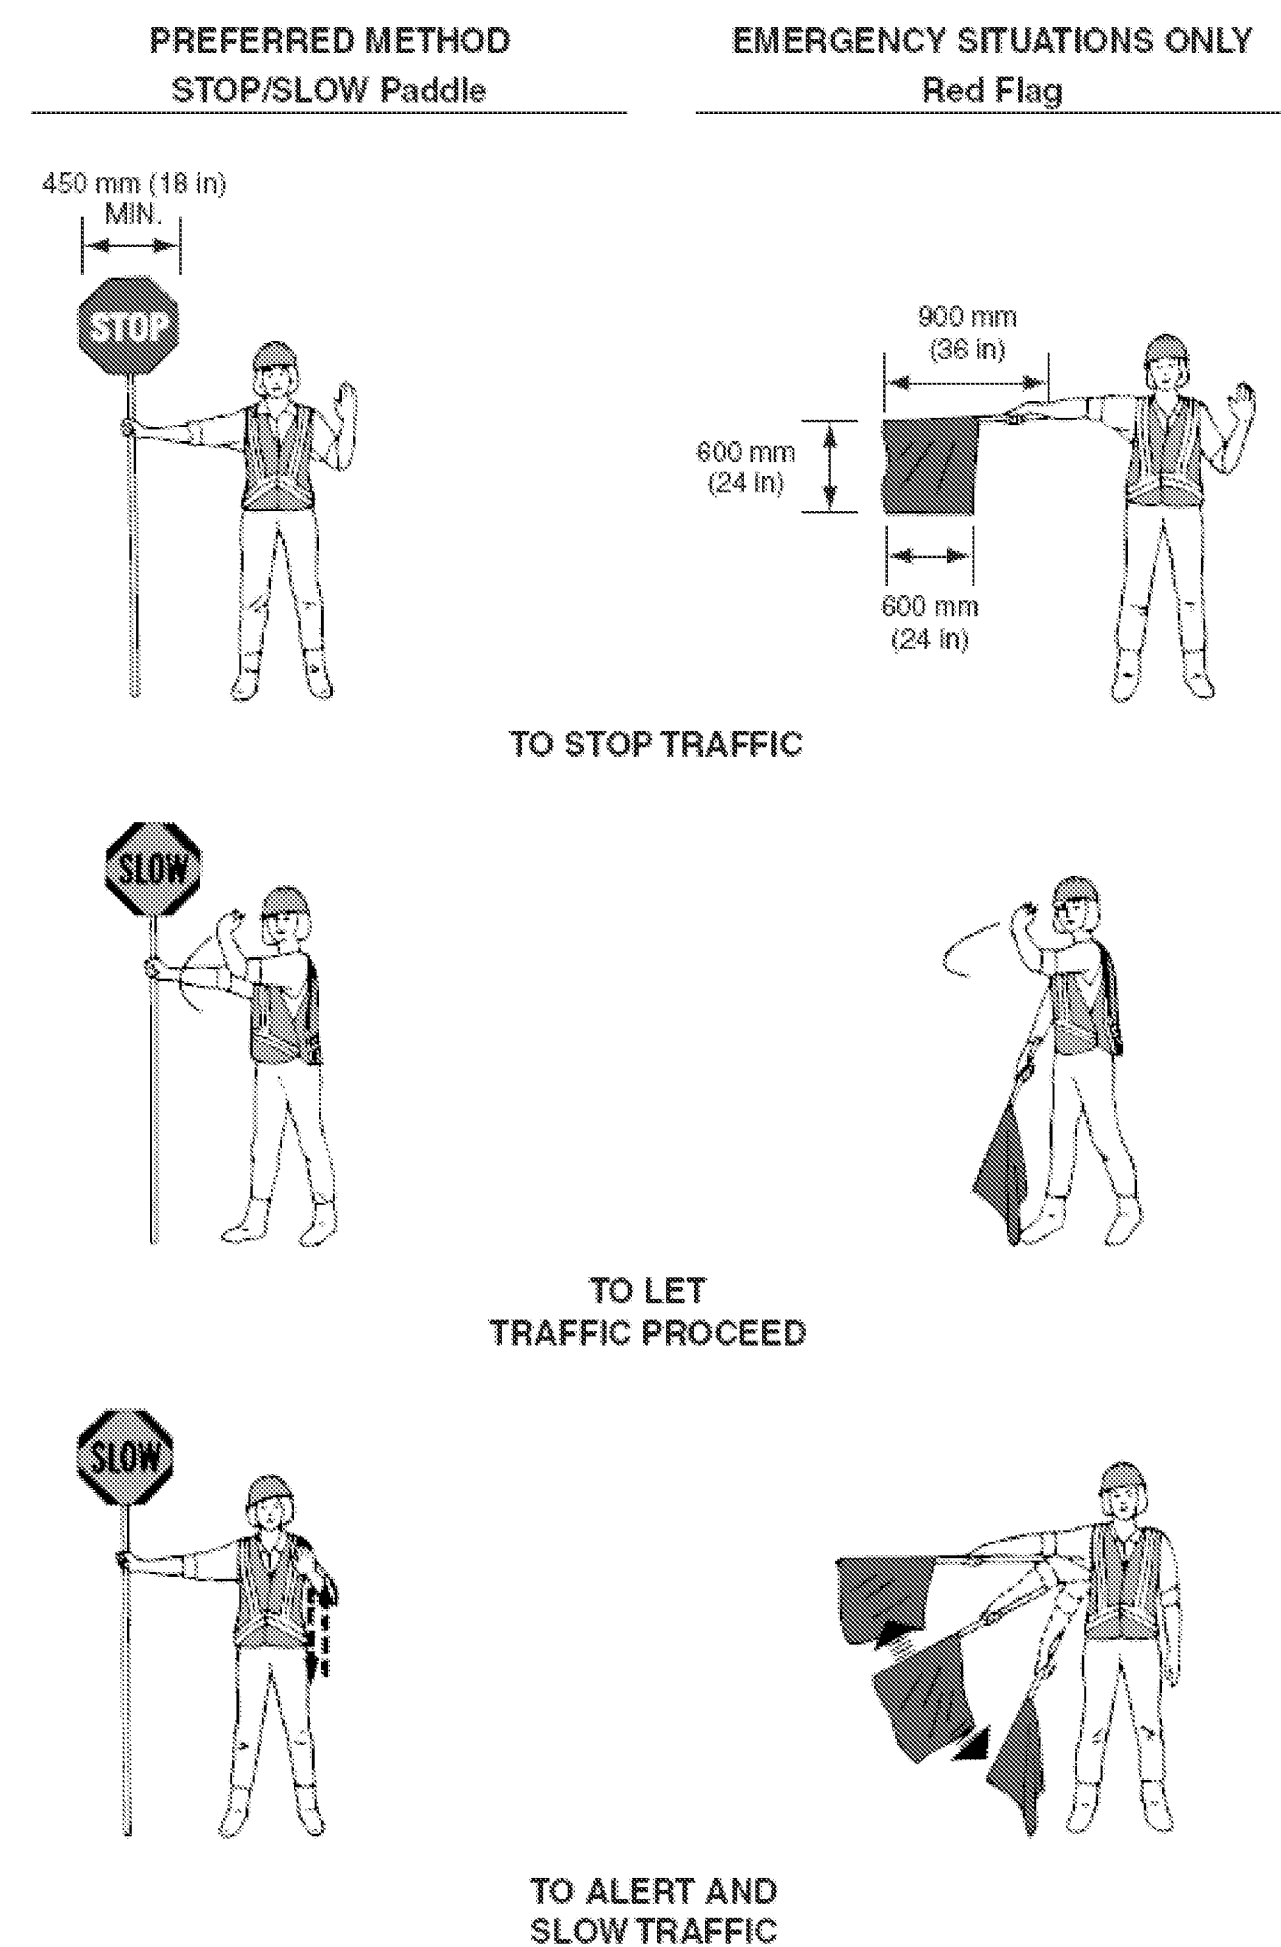 PREFERRED METHOD
STOP/SLOW Paddle
EMERGENCY SITUATIONS ONLY
Red Flag
450 mm (18 in)
MIN.
STOP
900 mm
(36 in)
600 mm
(24 in)
600 mm
(24 in)
TO STOP TRAFFIC
SLOW
TO LET
TRAFFIC PROCEED
SLOW
TO ALERT AND
SLOW TRAFFIC